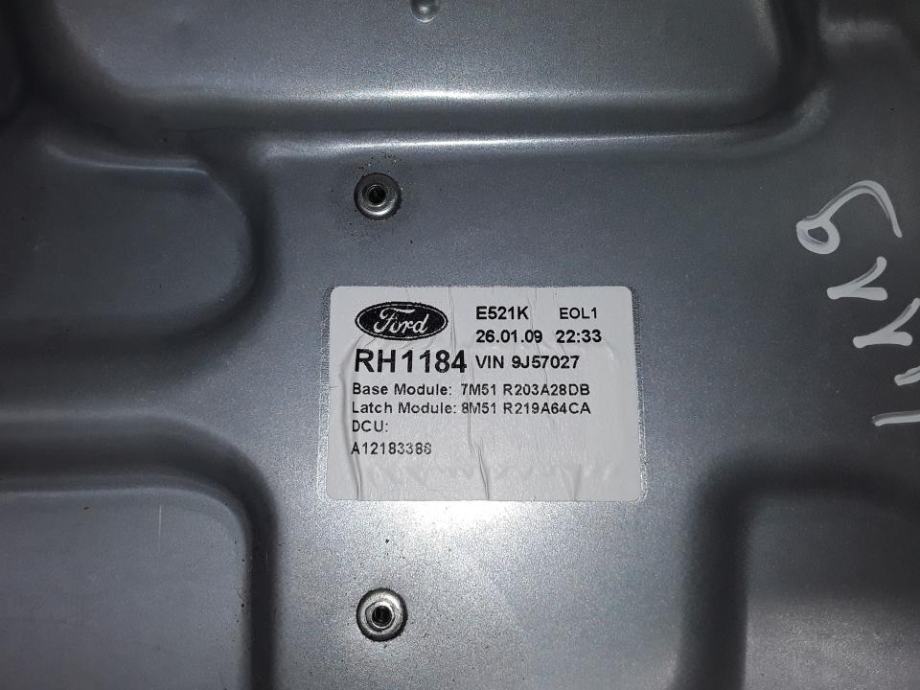 Ford
E521K EOL1
26.01.09 22:33
RH1184 VIN 9J57027
Base Module: 7M51 R203A28DB
Latch Module: 8M51 R219A64CA
DCU:
A12183388